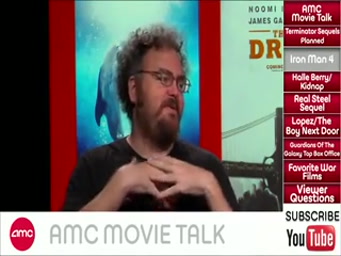 NOOMI
JAMES GA
TH
DR
COMING
AMC
Movie Talk
Terminator Sequels
Planned
Iron Man 4
Halle Berry/
Kidnap
Real Steel
Sequel
Lopez/The
Boy Next Door
Guardians Of The
Galaxy Top Box Office
Favorite War
Films
Viewer
Questions
amc
AMC MOVIE TALK
SUBSCRIBE
YouTube